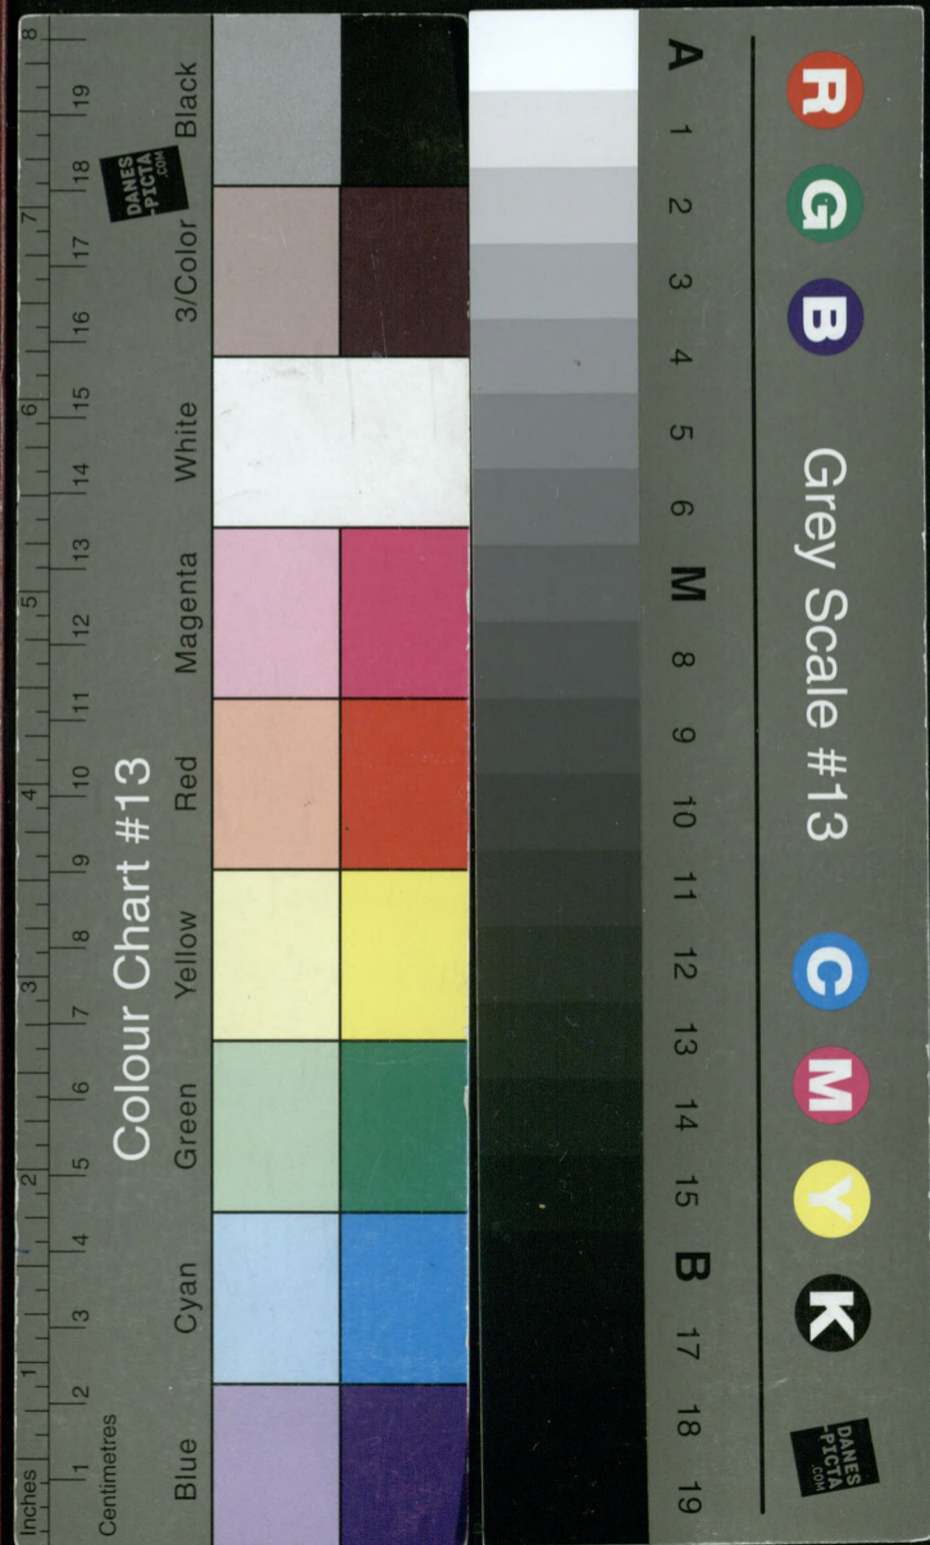 Colour Chart #13
Blue Cyan Green Yellow Red Magenta White 3/Color Black
DANES
-PICTA
.COM
Centimetres
1 2 3 4 5 6 7 8 9 10 11 12 13 14 15 16 17 18 19
Inches 1 2 3 4 5 6 7 8
R G B Grey Scale #13 C M Y K
DANES
-PICTA
.COM
A 1 2 3 4 5 6 M 8 9 10 11 12 13 14 15 B 17 18 19